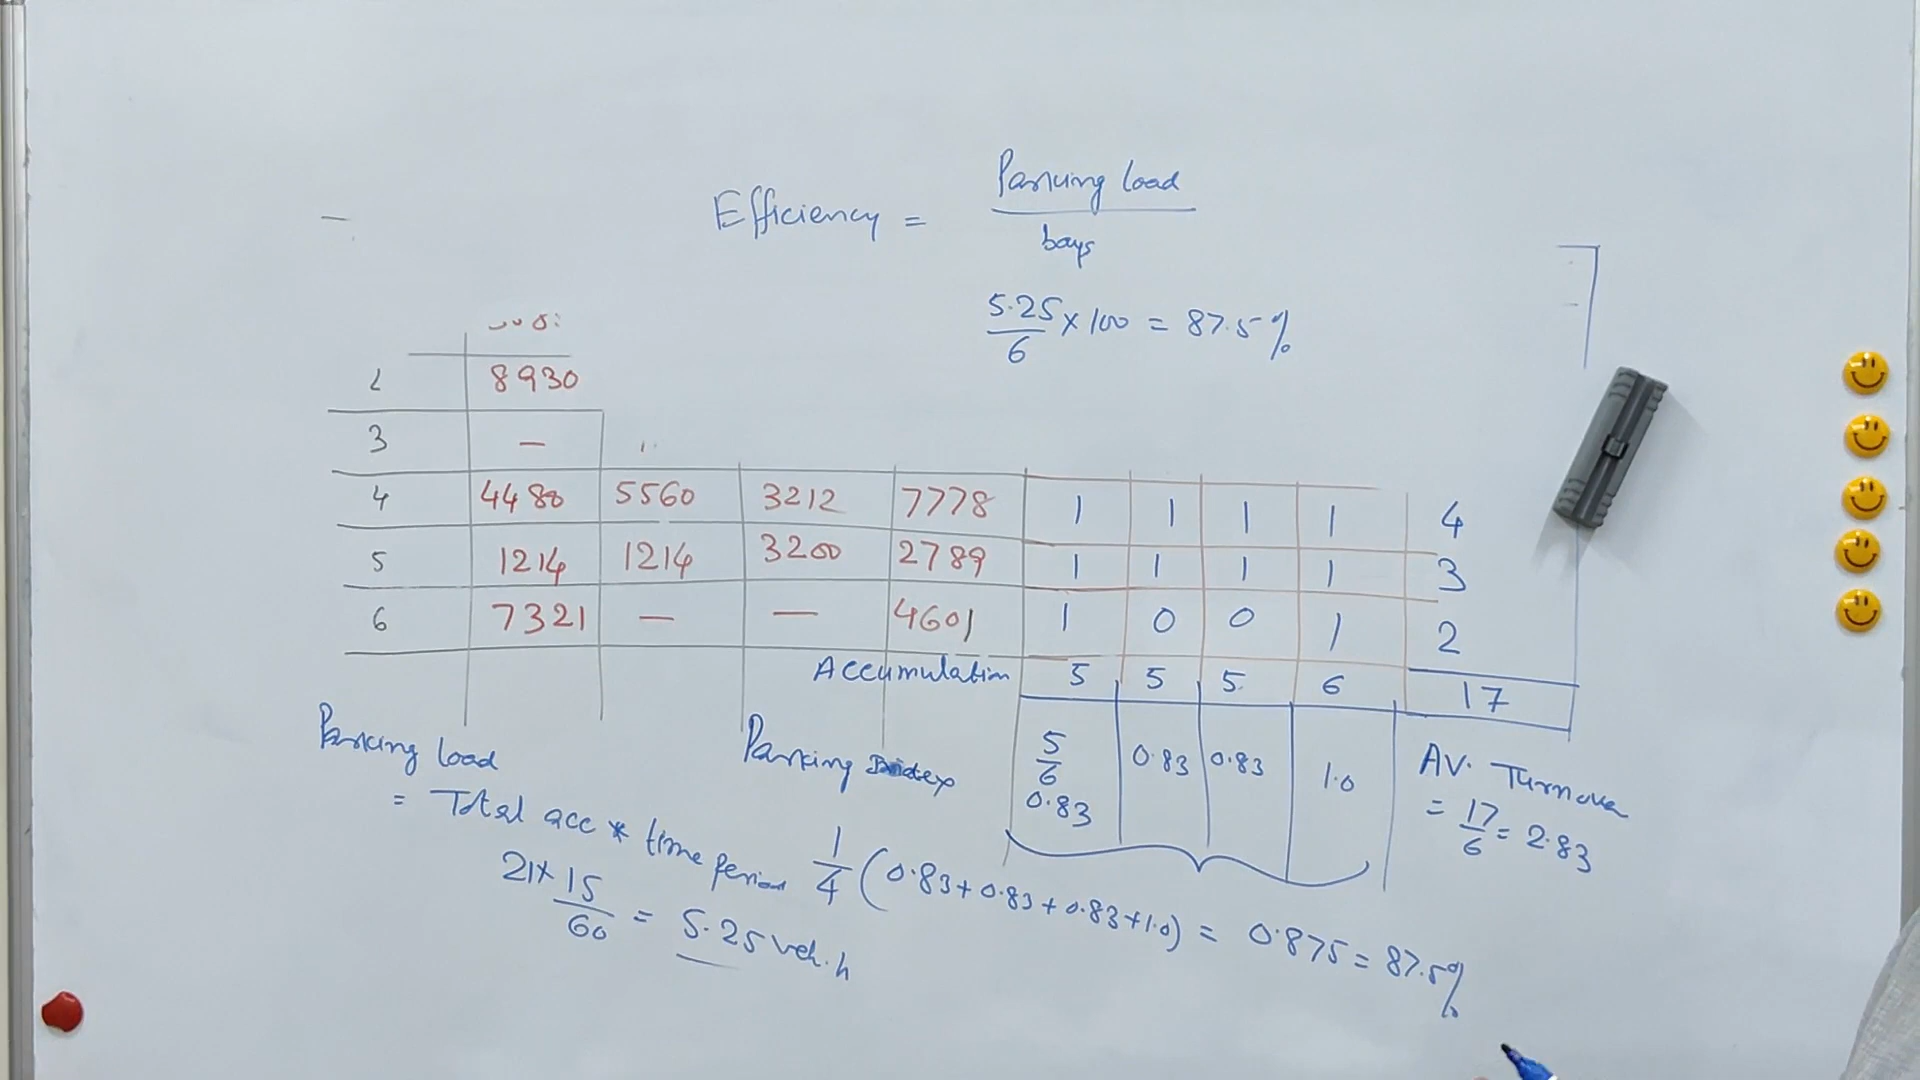 Efficiency = Parking load / bays
5.25/6 × 100 = 87.5%
8930
3 —
4 4480 5560 3212 7778 1 1 1 1 4
5 1214 1214 3200 2789 1 1 1 1 3
6 7321 — — 4601 1 0 0 1 2
Accumulation 5 5 5 6 17
Parking load
= Total acc * time period
21× 15/60 = 5.25 veh.h
Parking Index 5/6 0.83 0.83 0.83 1.0
1/4 (0.83+0.83+0.83+1.0) = 0.875 = 87.5%
AV. Turnover
= 17/6 = 2.83